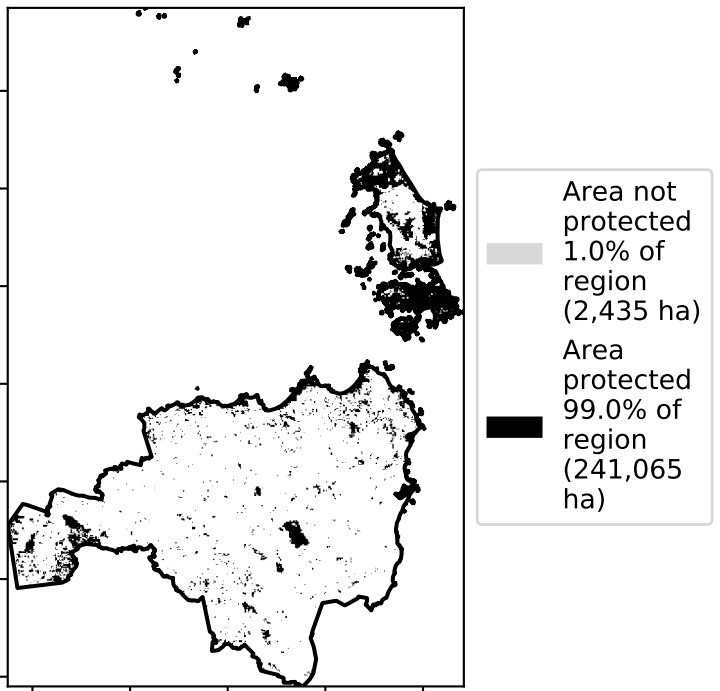 Area not
protected
1.0% of
region
(2,435 ha)
Area
protected
99.0% of
region
(241,065
ha)